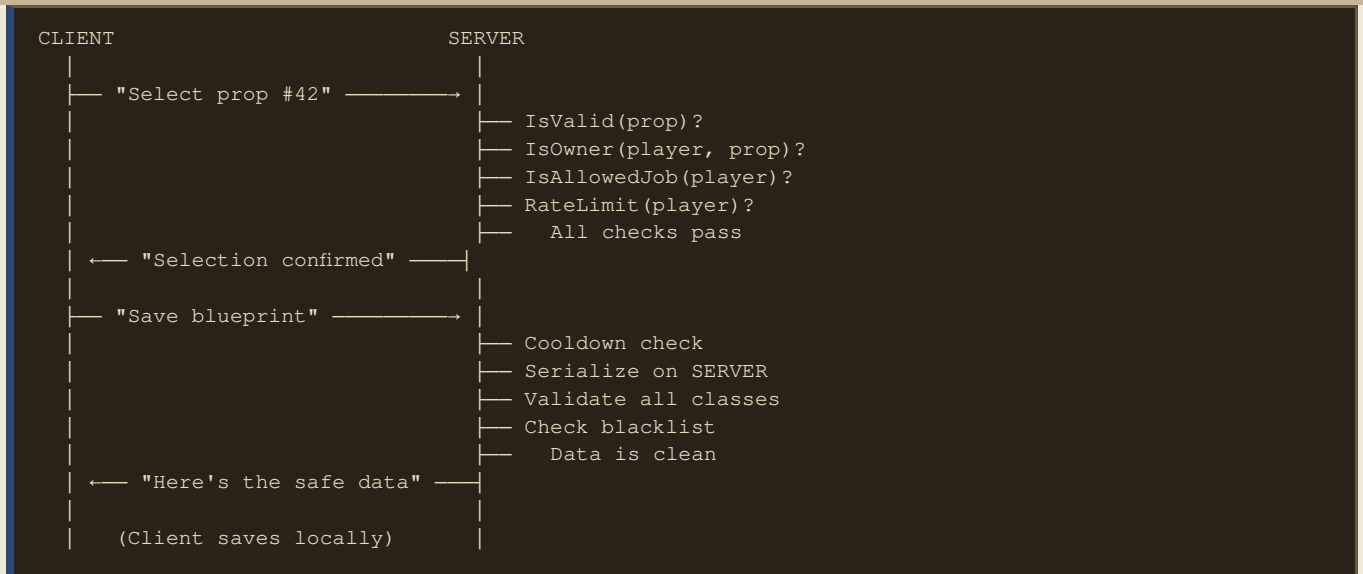 CLIENT                          SERVER
  │                               │
  ├── "Select prop #42" ────────→ │
  │                               ├── IsValid(prop)?
  │                               ├── IsOwner(player, prop)?
  │                               ├── IsAllowedJob(player)?
  │                               ├── RateLimit(player)?
  │                               ├──   All checks pass
  │ ←── "Selection confirmed" ────┤
  │                               │
  ├── "Save blueprint" ─────────→ │
  │                               ├── Cooldown check
  │                               ├── Serialize on SERVER
  │                               ├── Validate all classes
  │                               ├── Check blacklist
  │                               ├──   Data is clean
  │ ←── "Here's the safe data" ───┤
  │                               │
  │   (Client saves locally)      │